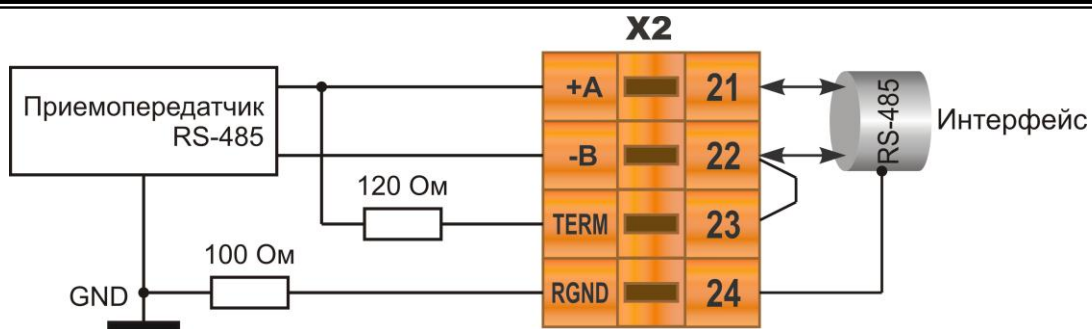 X2
Приемопередатчик
RS-485
+A 21
-B 22
TERM 23
RGND 24
120 Ом
100 Ом
GND
RS-485
Интерфейс